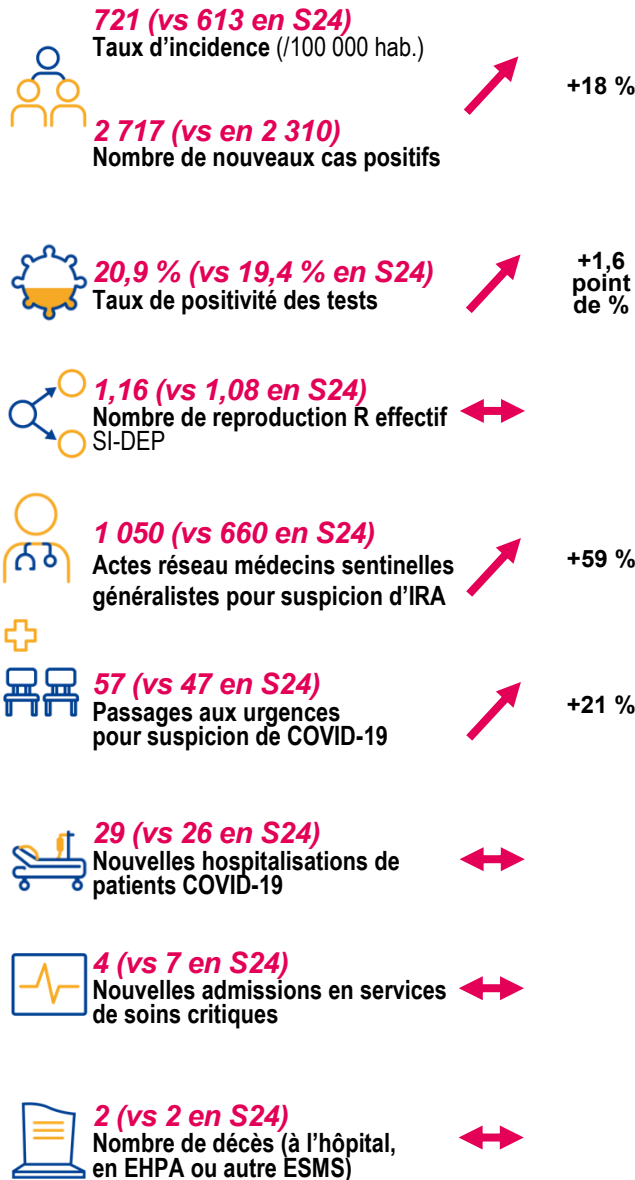 721 (vs 613 en S24)
Taux d’incidence (/100 000 hab.)
+18 %
2 717 (vs en 2 310)
Nombre de nouveaux cas positifs
20,9 % (vs 19,4 % en S24)
Taux de positivité des tests
+1,6
point
de %
1,16 (vs 1,08 en S24)
Nombre de reproduction R effectif
SI-DEP
1 050 (vs 660 en S24)
Actes réseau médecins sentinelles
généralistes pour suspicion d’IRA
+59 %
57 (vs 47 en S24)
Passages aux urgences
pour suspicion de COVID-19
+21 %
29 (vs 26 en S24)
Nouvelles hospitalisations de
patients COVID-19
4 (vs 7 en S24)
Nouvelles admissions en services
de soins critiques
2 (vs 2 en S24)
Nombre de décès (à l’hôpital,
en EHPA ou autre ESMS)